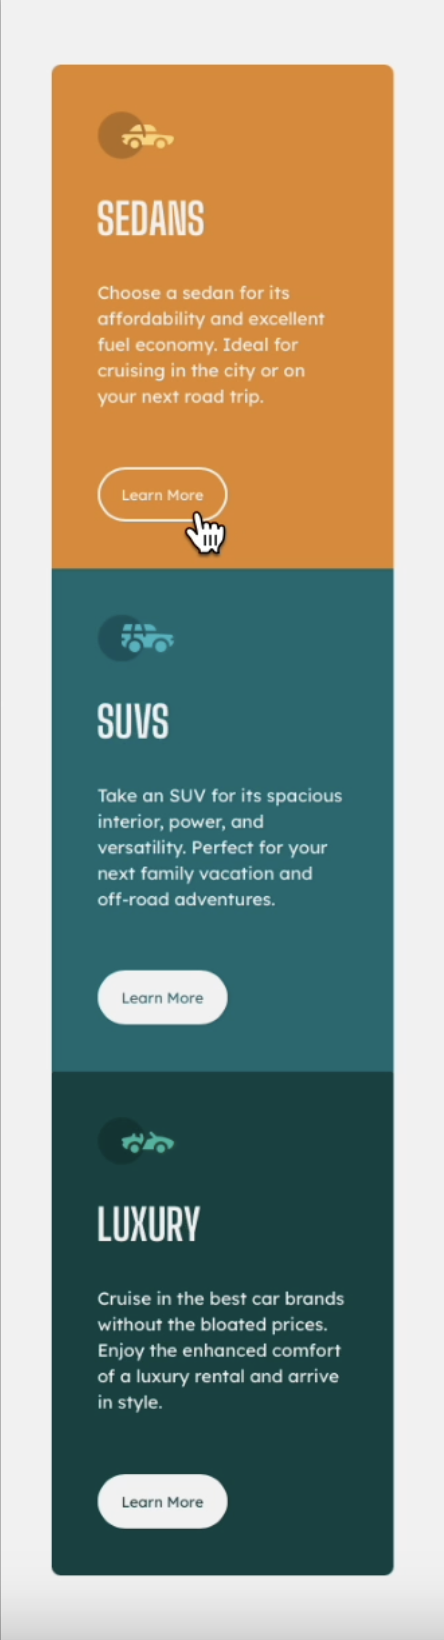 SEDANS
Choose a sedan for its
affordability and excellent
fuel economy. Ideal for
cruising in the city or on
your next road trip.
Learn More
SUVS
Take an SUV for its spacious
interior, power, and
versatility. Perfect for your
next family vacation and
off-road adventures.
Learn More
LUXURY
Cruise in the best car brands
without the bloated prices.
Enjoy the enhanced comfort
of a luxury rental and arrive
in style.
Learn More